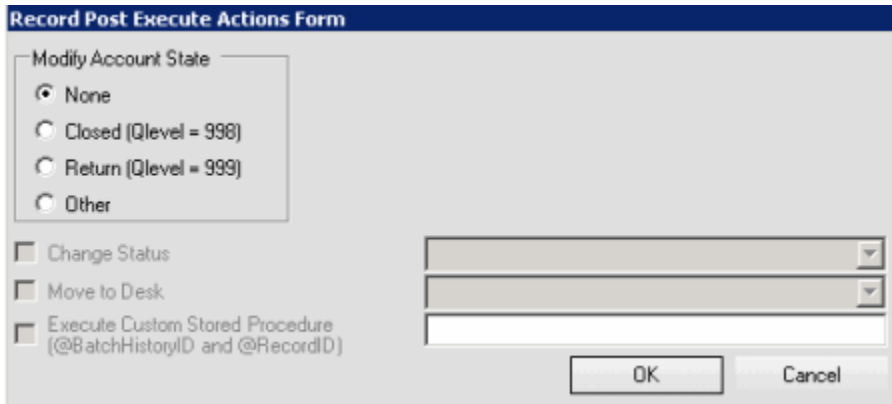 Record Post Execute Actions Form
Modify Account State
None
Closed (Qlevel = 998)
Return (Qlevel = 999)
Other
Change Status
Move to Desk
Execute Custom Stored Procedure
(@BatchHistoryID and @RecordID)
OK
Cancel